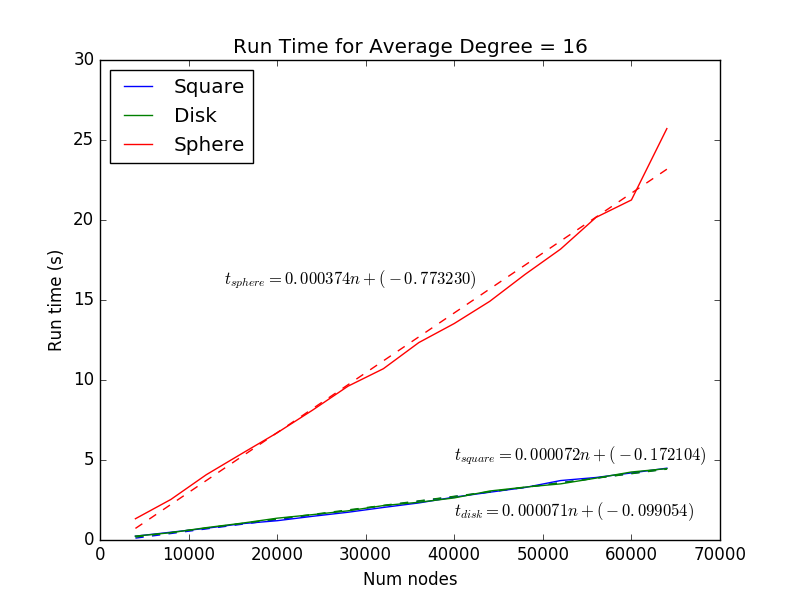 Run Time for Average Degree = 16
30
25
20
15
10
5
0
Run time (s)
Square
Disk
Sphere
t_sphere = 0.000374n + (−0.773230)
t_square = 0.000072n + (−0.172104)
t_disk = 0.000071n + (−0.099054)
0 10000 20000 30000 40000 50000 60000 70000
Num nodes